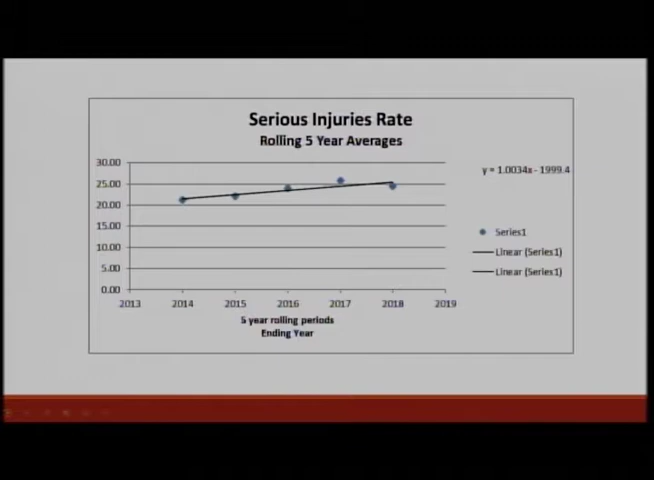 Serious Injuries Rate
Rolling 5 Year Averages
30.00
25.00
20.00
15.00
10.00
5.00
0.00
2013 2014 2015 2016 2017 2018 2019
5 year rolling periods
Ending Year
y = 1.0034x - 1999.4
Series1
Linear (Series1)
Linear (Series1)